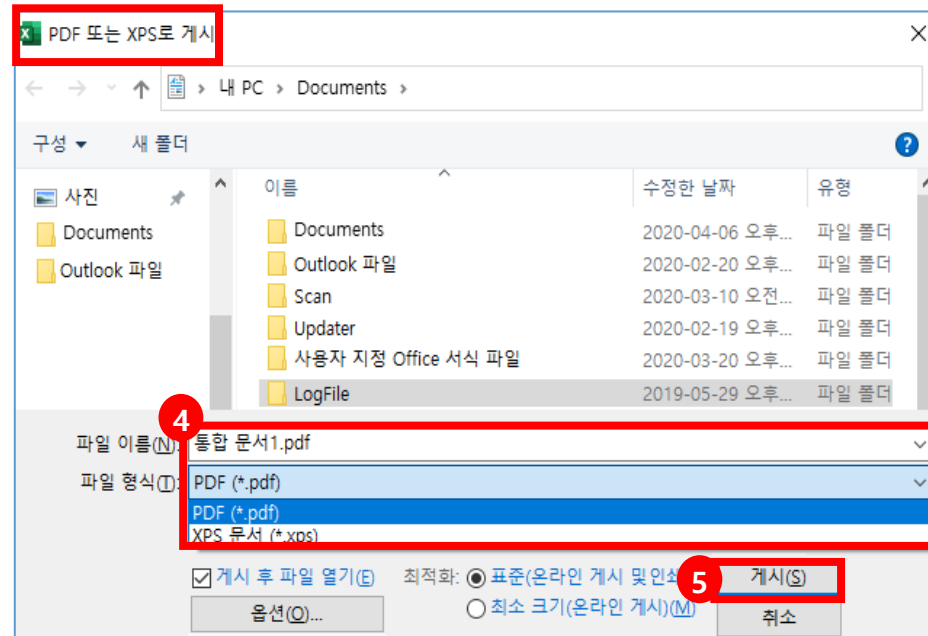 PDF 또는 XPS로 게시
내 PC > Documents >
구성 새 폴더 ?
이름 수정한 날짜 유형
사진
Documents
Outlook 파일
Documents 2020-04-06 오후... 파일 폴더
Outlook 파일 2020-02-20 오후... 파일 폴더
Scan 2020-03-10 오전... 파일 폴더
Updater 2020-02-19 오후... 파일 폴더
사용자 지정 Office 서식 파일 2020-03-20 오후... 파일 폴더
LogFile 2019-05-29 오후... 파일 폴더
4
파일 이름(N): 통합 문서1.pdf
파일 형식(T): PDF (*.pdf)
PDF (*.pdf)
XPS 문서 (*.xps)
게시 후 파일 열기(E) 최적화: 표준(온라인 게시 및인쇄 5 게시(S)
옵션(O)... 최소 크기(온라인 게시)(M) 취소